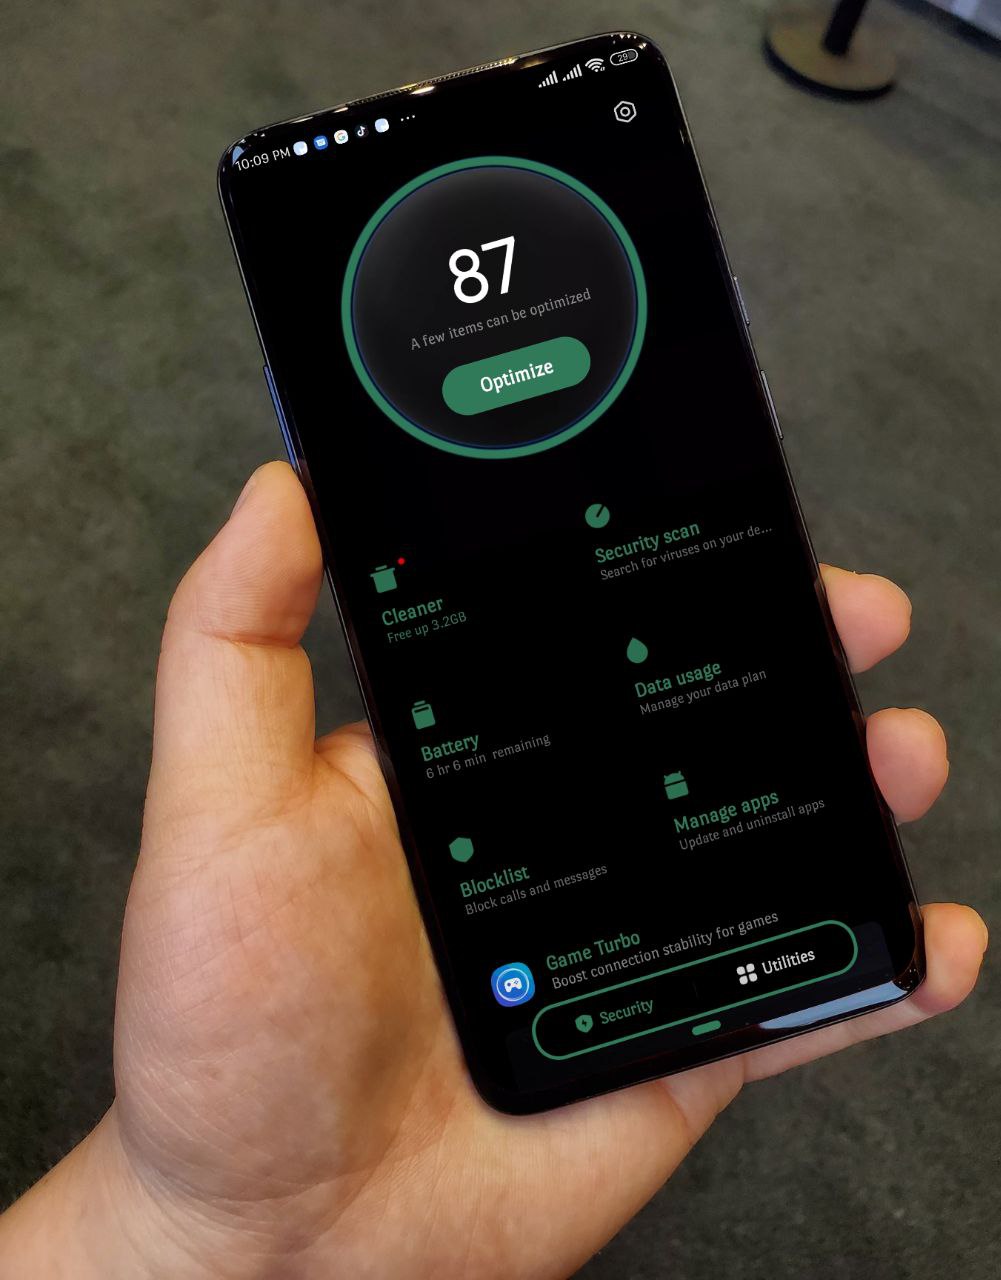 10:09 PM ...
29
87
A few items can be optimized
Optimize
Cleaner
Free up 3.2GB
Security scan
Search for viruses on your de...
Battery
6 hr 6 min remaining
Data usage
Manage your data plan
Blocklist
Block calls and messages
Manage apps
Update and uninstall apps
Game Turbo
Boost connection stability for games
Security
Utilities